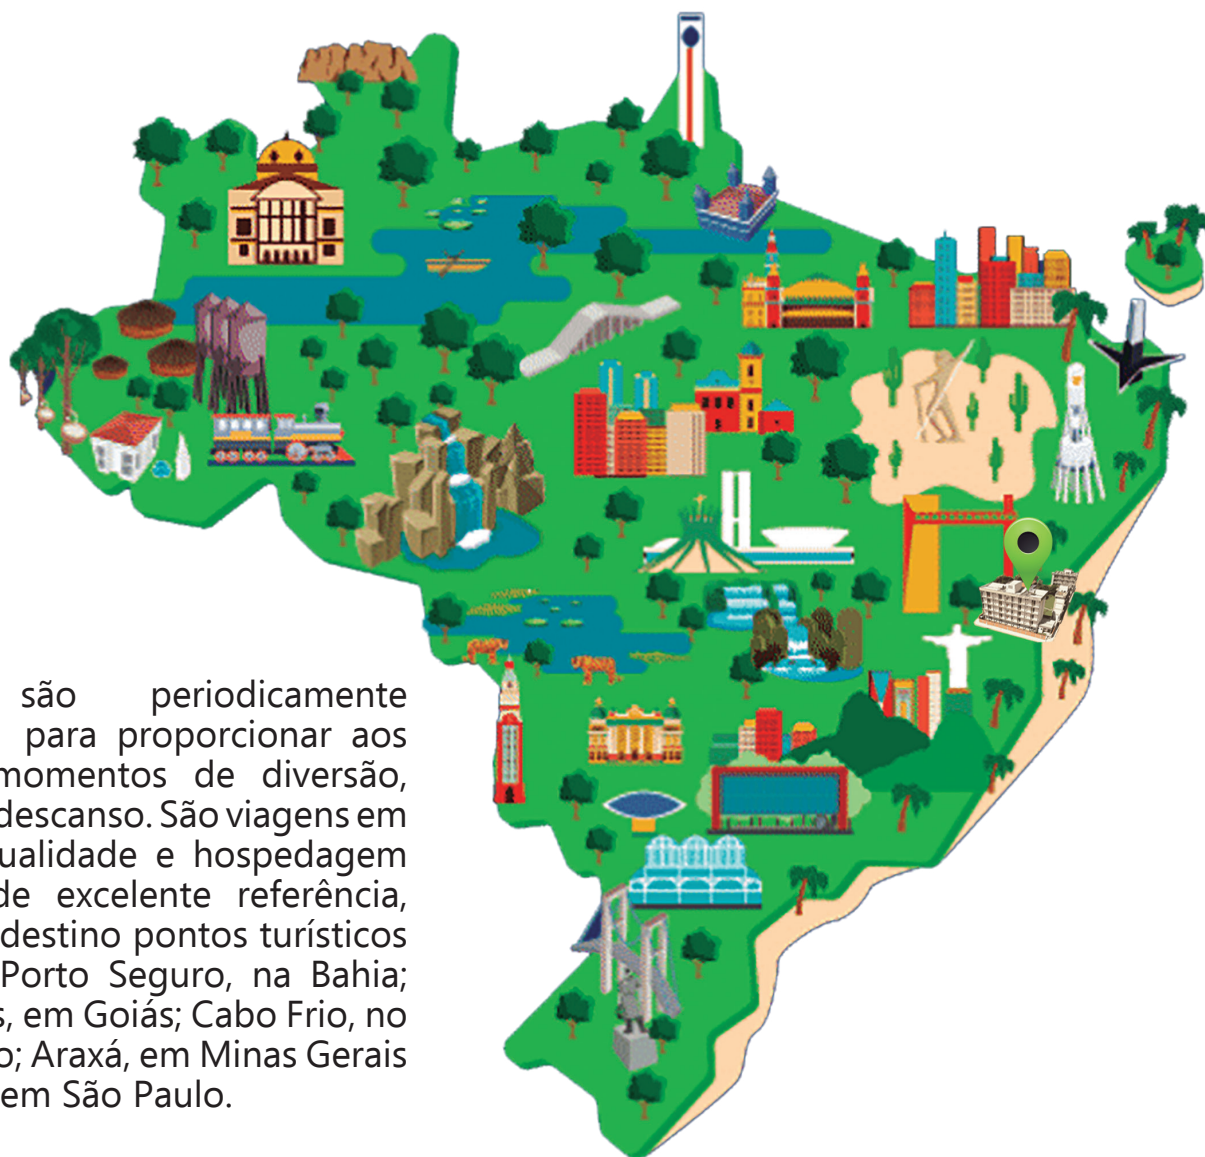 são periodicamente
para proporcionar aos
momentos de diversão,
descanso. São viagens em
ualidade e hospedagem
de excelente referência,
destino pontos turísticos
Porto Seguro, na Bahia;
s, em Goiás; Cabo Frio, no
o; Araxá, em Minas Gerais
em São Paulo.